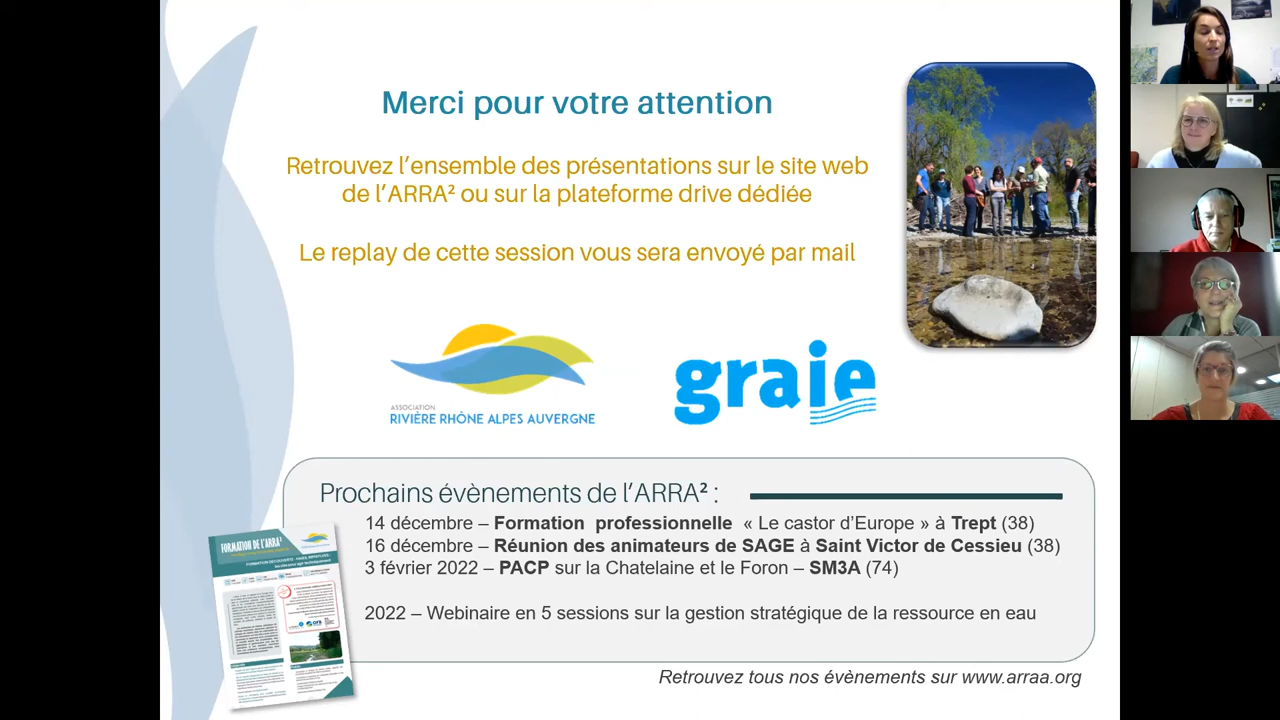 Merci pour votre attention
Retrouvez l'ensemble des présentations sur le site web
de l'ARRA² ou sur la plateforme drive dédiée
Le replay de cette session vous sera envoyé par mail
ASSOCIATION
RIVIÈRE RHÔNE ALPES AUVERGNE
graie
Prochains évènements de l'ARRA² :
14 décembre – Formation professionnelle « Le castor d'Europe » à Trept (38)
16 décembre – Réunion des animateurs de SAGE à Saint Victor de Cessieu (38)
3 février 2022 – PACP sur la Chatelaine et le Foron – SM3A (74)
2022 – Webinaire en 5 sessions sur la gestion stratégique de la ressource en eau
FORMATION DE L'ARRA²
Retrouvez tous nos évènements sur www.arraa.org